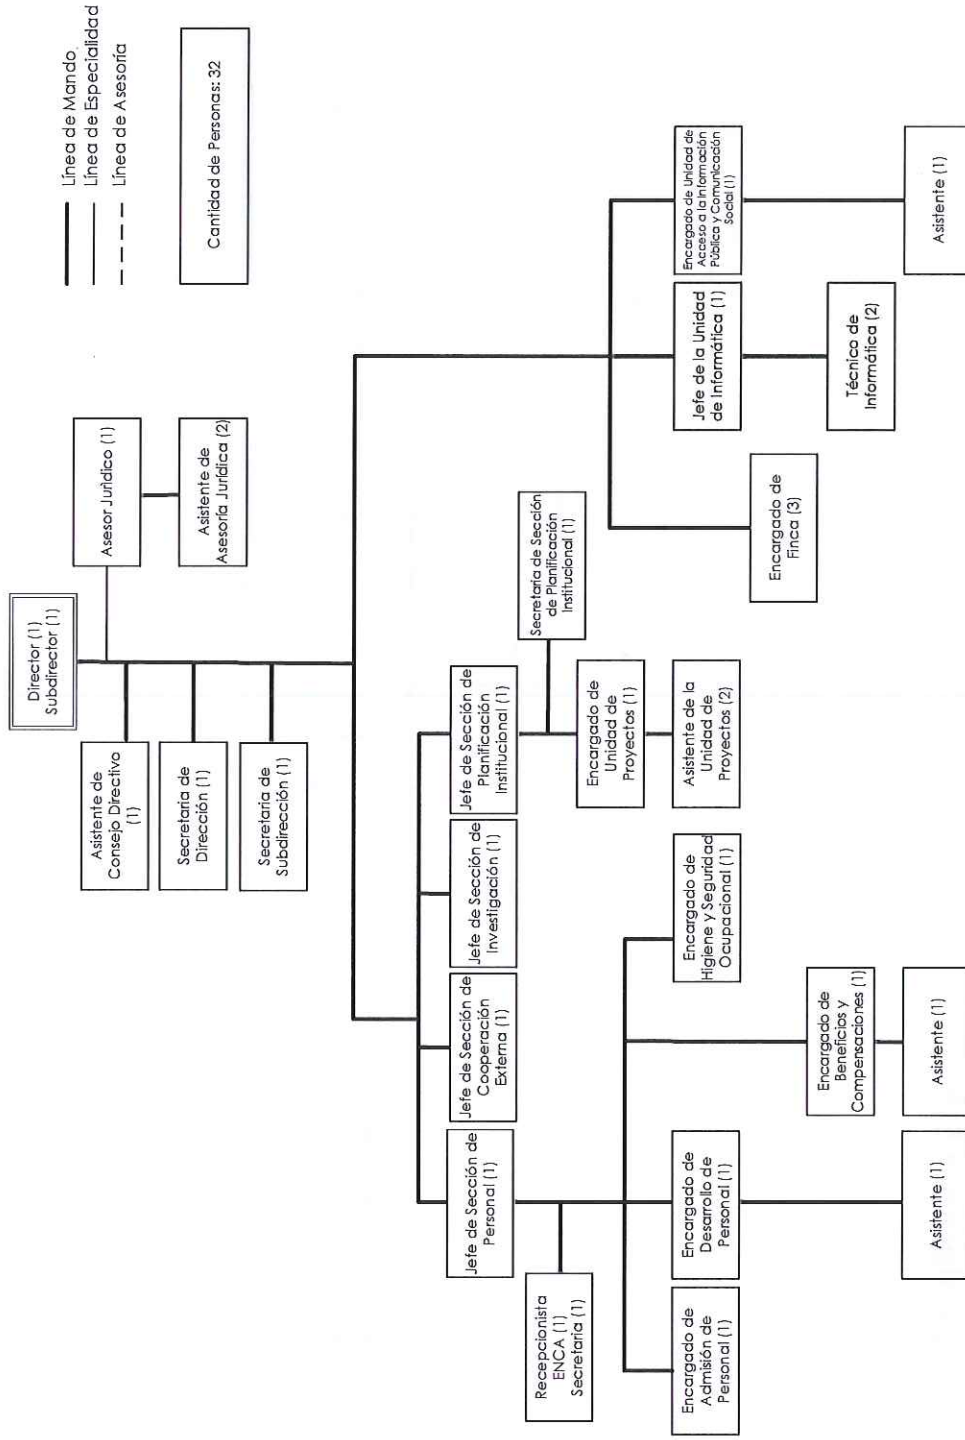 Línea de Mando
Línea de Especialidad
Línea de Asesoría
Cantidad de Personas: 32
Director (1)
Subdirector (1)
Asesor Jurídico (1)
Asistente de
Asesoría Jurídica (2)
Asistente de
Consejo Directivo
(1)
Secretaria de
Dirección (1)
Secretaria de
Subdirección (1)
Jefe de Sección de
Personal (1)
Jefe de Sección de
Cooperación
Externa (1)
Jefe de Sección de
Investigación (1)
Jefe de Sección de
Planificación
Institucional (1)
Recepcionista
ENCA (1)
Secretaria (1)
Secretaria de Sección
de Planificación
Institucional (1)
Encargado de
Unidad de
Proyectos (1)
Asistente de la
Unidad de
Proyectos (2)
Encargado de
Admisión de
Personal (1)
Encargado de
Desarrollo de
Personal (1)
Encargado de
Higiene y Seguridad
Ocupacional (1)
Encargado de
Beneficios y
Compensaciones (1)
Asistente (1)
Asistente (1)
Encargado de
Finca (3)
Jefe de la Unidad
de Informática (1)
Técnico de
Informática (2)
Encargado de Unidad de
Acceso a la Información
Pública y Comunicación
Social (1)
Asistente (1)